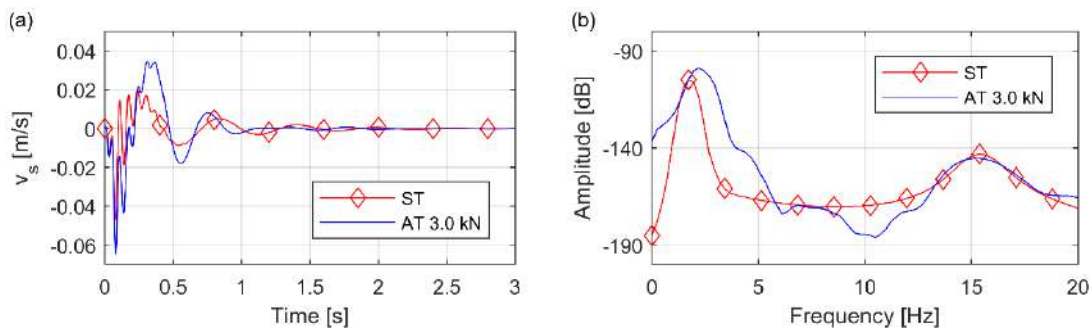 (a)
0.04
0.02
0
-0.02
-0.04
-0.06
v_s [m/s]
ST
AT 3.0 kN
0 0.5 1 1.5 2 2.5 3
Time [s]
(b)
-90
-140
-190
Amplitude [dB]
ST
AT 3.0 kN
0 5 10 15 20
Frequency [Hz]